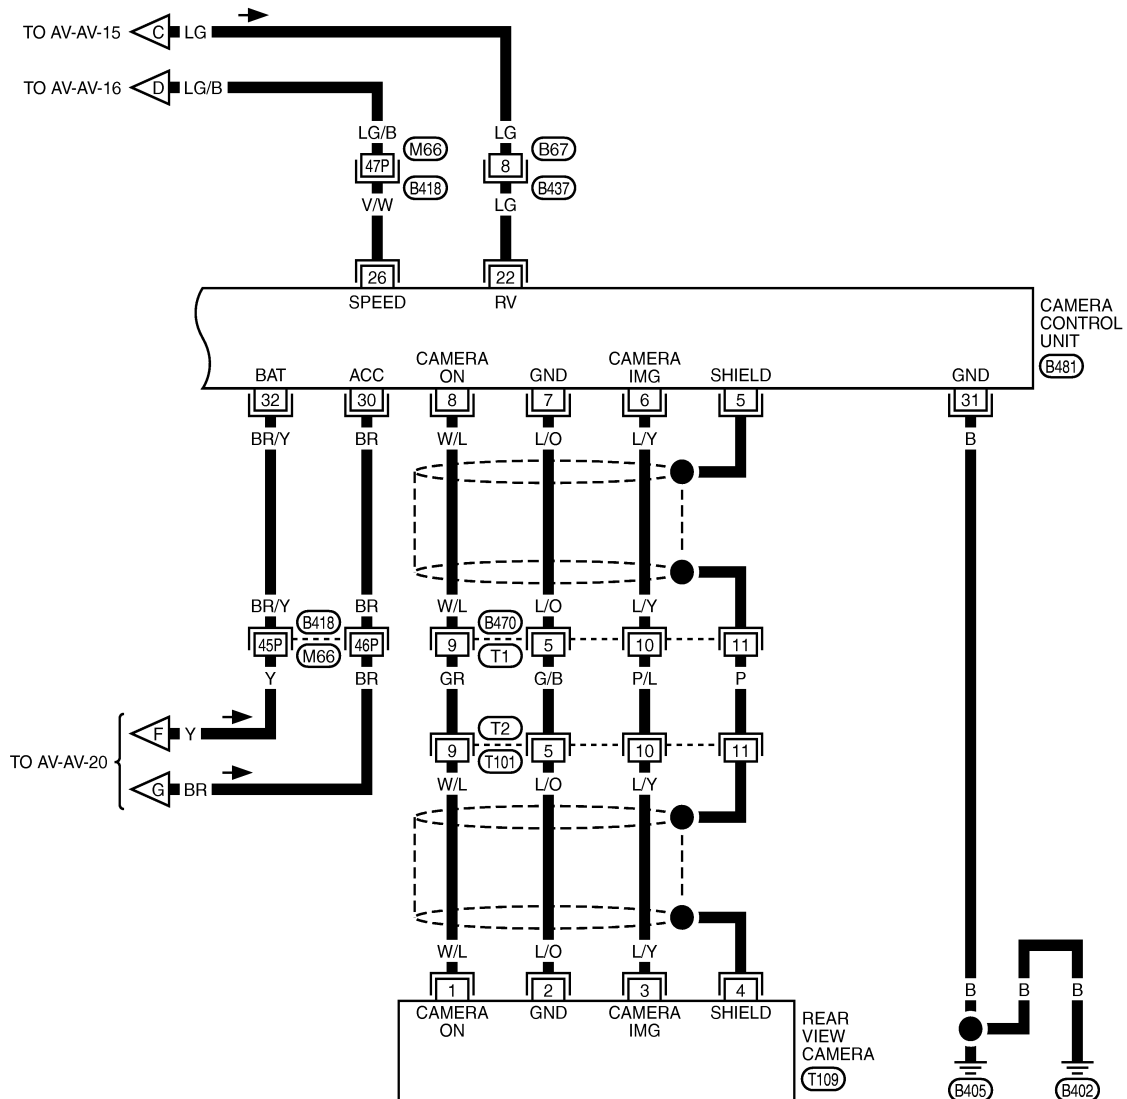 TO AV-AV-15 C LG
TO AV-AV-16 D LG/B
LG/B LG
47P M66 8 B67
B418 B437
V/W LG
26 22
SPEED RV
CAMERA
CONTROL
UNIT
B481
BAT ACC CAMERA
ON GND CAMERA
IMG SHIELD GND
32 30 8 7 6 5 31
BR/Y BR W/L L/O L/Y B
BR/Y BR W/L L/O L/Y
B418 B470
45P 46P 9 5 10 11
M66 T1
Y BR GR G/B P/L P
F Y
T2
9 5 10 11
T101
TO AV-AV-20
G BR
W/L L/O L/Y
W/L L/O L/Y
1 2 3 4
CAMERA
ON GND CAMERA
IMG SHIELD
REAR
VIEW
CAMERA
T109
B B B
B405 B402